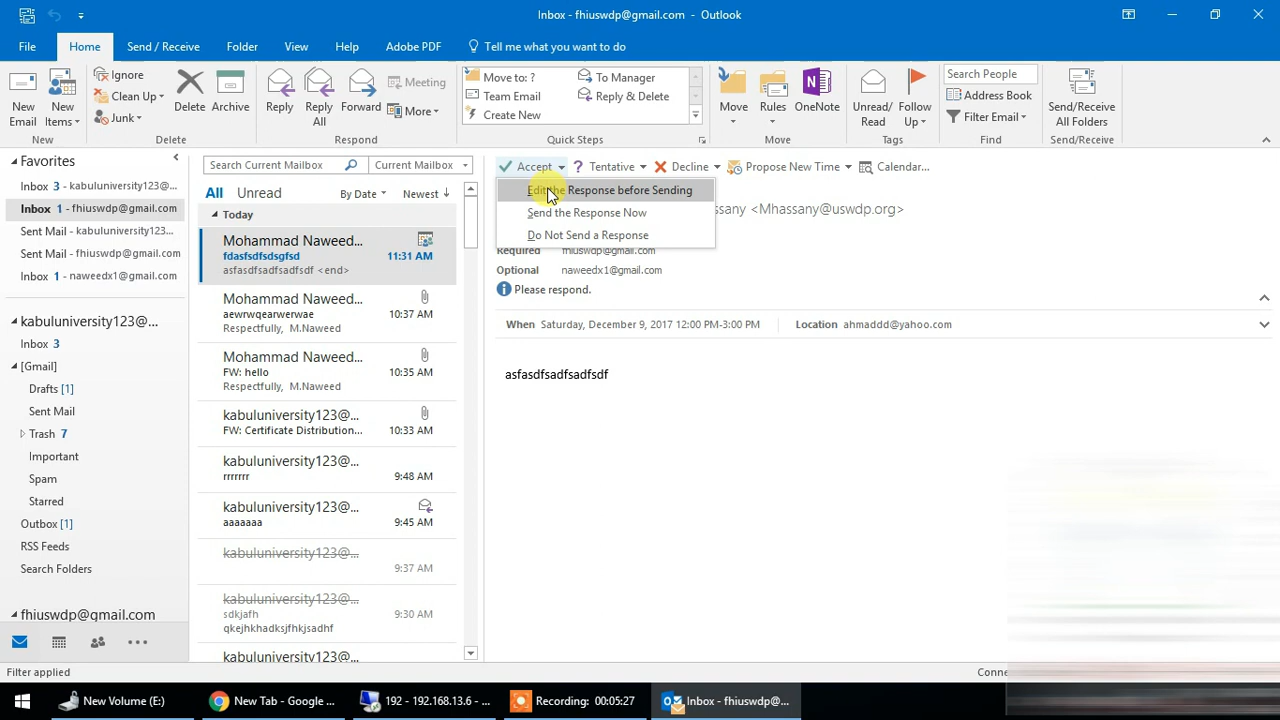 Inbox - fhiuswdp@gmail.com - Outlook
File Home Send / Receive Folder View Help Adobe PDF Tell me what you want to do
New Email
New Items
Ignore
Clean Up
Junk
Delete
Archive
Reply
Reply All
Forward
Meeting
More
Move to: ?
Team Email
Create New
To Manager
Reply & Delete
Move
Rules
OneNote
Unread/ Read
Follow Up
Search People
Address Book
Filter Email
Send/Receive All Folders
New Delete Respond Quick Steps Move Tags Find Send/Receive
Favorites
Inbox 3 - kabuluniversity123@...
Inbox 1 - fhiuswdp@gmail.com
Sent Mail - kabuluniversity123...
Sent Mail - fhiuswdp@gmail.com
Inbox 1 - naweedx1@gmail.com
kabuluniversity123@...
Inbox 3
[Gmail]
Drafts [1]
Sent Mail
Trash 7
Important
Spam
Starred
Outbox [1]
RSS Feeds
Search Folders
fhiuswdp@gmail.com
Search Current Mailbox Current Mailbox
All Unread By Date Newest
Today
Mohammad Naweed...
fdasfsdfsdsgfsd 11:31 AM
asfasdfsadfsadfsdf <end>
Mohammad Naweed...
aewrwqearwerwae 10:37 AM
Respectfully, M.Naweed
Mohammad Naweed...
FW: hello 10:35 AM
Respectfully, M.Naweed
kabuluniversity123@...
FW: Certificate Distribution... 10:33 AM
kabuluniversity123@...
rrrrrrr 9:48 AM
kabuluniversity123@...
aaaaaaa 9:45 AM
kabuluniversity123@...
9:37 AM
kabuluniversity123@...
sdkjafh 9:30 AM
qkejhkhadksjfhkjsadhf
kabuluniversity123@...
Accept Tentative Decline Propose New Time Calendar...
Edit the Response before Sending
Send the Response Now
Do Not Send a Response
<Mhassany@uswdp.org>
Required fhiuswdp@gmail.com
Optional naweedx1@gmail.com
Please respond.
When Saturday, December 9, 2017 12:00 PM-3:00 PM Location ahmaddd@yahoo.com
asfasdfsadfsadfsdf
Filter applied
New Volume (E:) New Tab - Google ... 192 - 192.168.13.6 - ... Recording: 00:05:27 Inbox - fhiuswdp@...